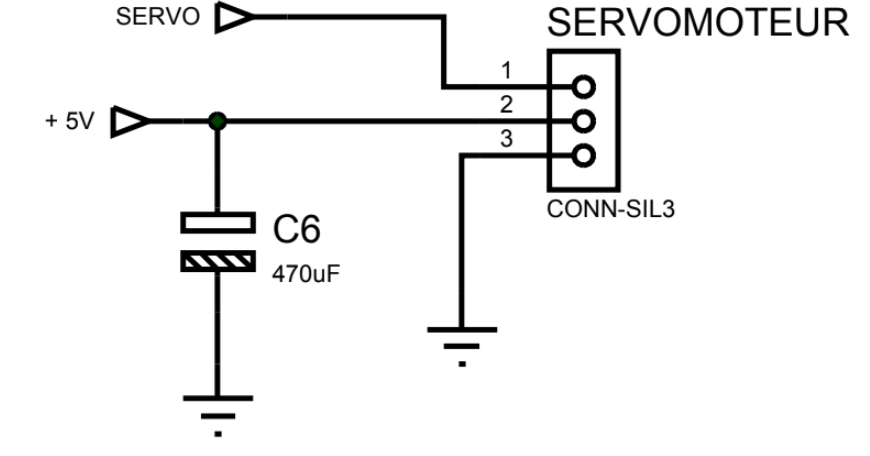 SERVO
SERVOMOTEUR
1
+ 5V
2
3
CONN-SIL3
C6
470uF